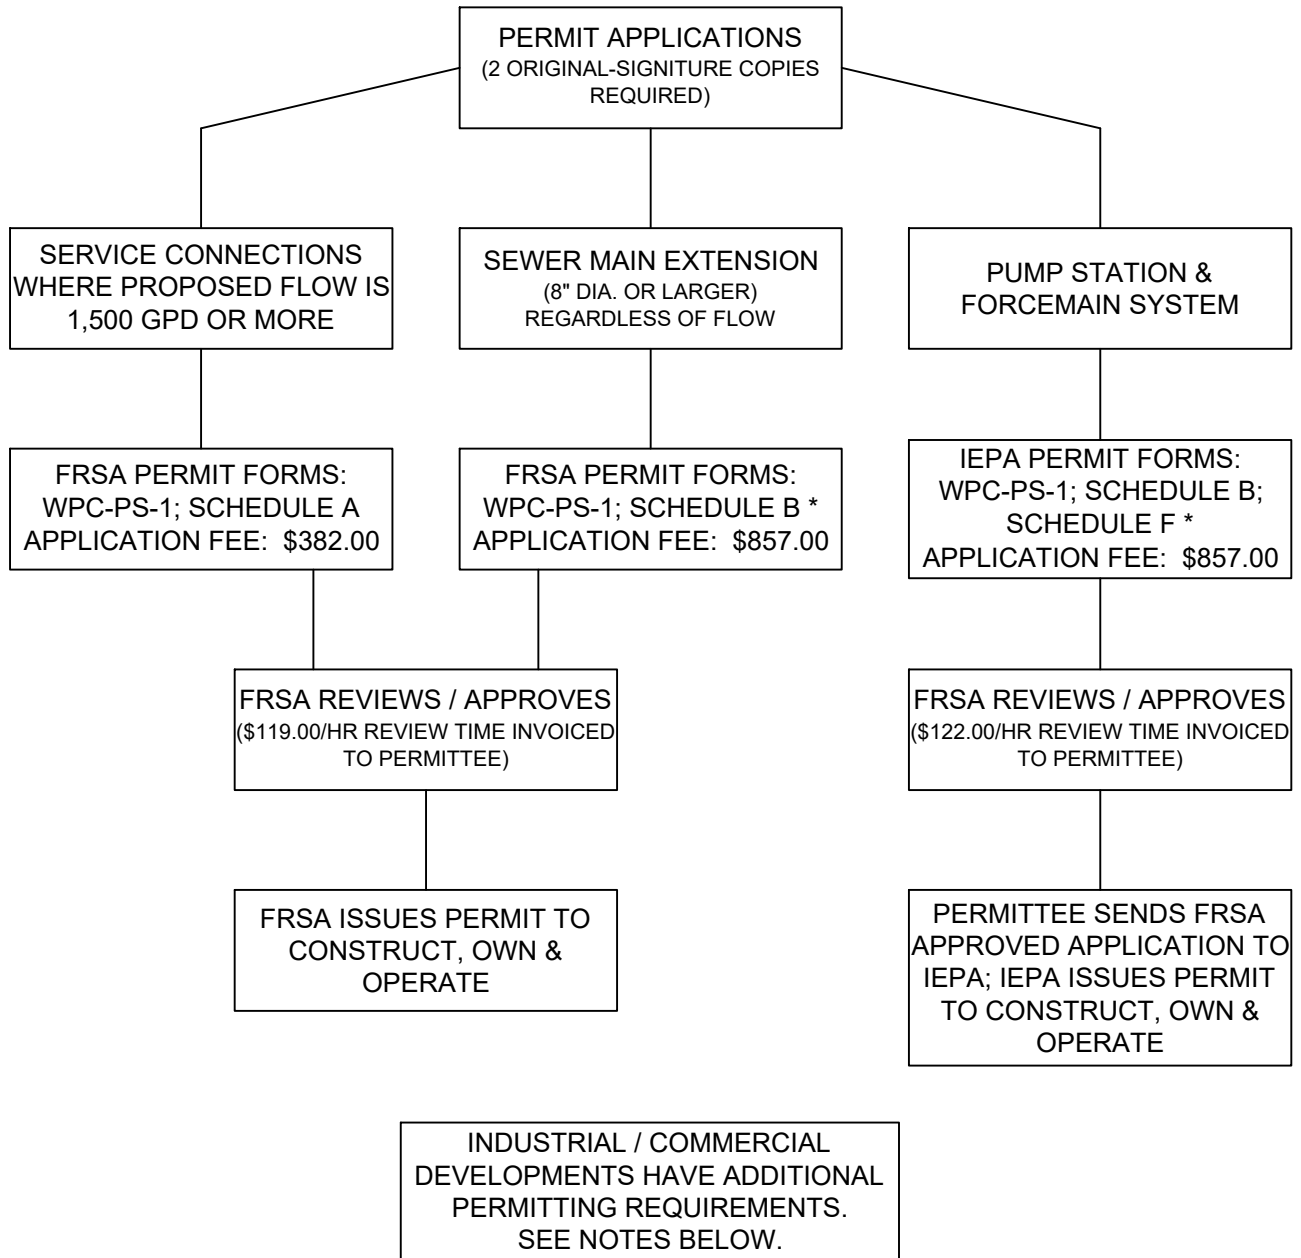 PERMIT APPLICATIONS
(2 ORIGINAL-SIGNITURE COPIES
REQUIRED)
SERVICE CONNECTIONS
WHERE PROPOSED FLOW IS
1,500 GPD OR MORE
SEWER MAIN EXTENSION
(8" DIA. OR LARGER)
REGARDLESS OF FLOW
PUMP STATION &
FORCEMAIN SYSTEM
FRSA PERMIT FORMS:
WPC-PS-1; SCHEDULE A
APPLICATION FEE: $382.00
FRSA PERMIT FORMS:
WPC-PS-1; SCHEDULE B *
APPLICATION FEE: $857.00
IEPA PERMIT FORMS:
WPC-PS-1; SCHEDULE B;
SCHEDULE F *
APPLICATION FEE: $857.00
FRSA REVIEWS / APPROVES
($119.00/HR REVIEW TIME INVOICED
TO PERMITTEE)
FRSA REVIEWS / APPROVES
($122.00/HR REVIEW TIME INVOICED
TO PERMITTEE)
FRSA ISSUES PERMIT TO
CONSTRUCT, OWN &
OPERATE
PERMITTEE SENDS FRSA
APPROVED APPLICATION TO
IEPA; IEPA ISSUES PERMIT
TO CONSTRUCT, OWN &
OPERATE
INDUSTRIAL / COMMERCIAL
DEVELOPMENTS HAVE ADDITIONAL
PERMITTING REQUIREMENTS.
SEE NOTES BELOW.